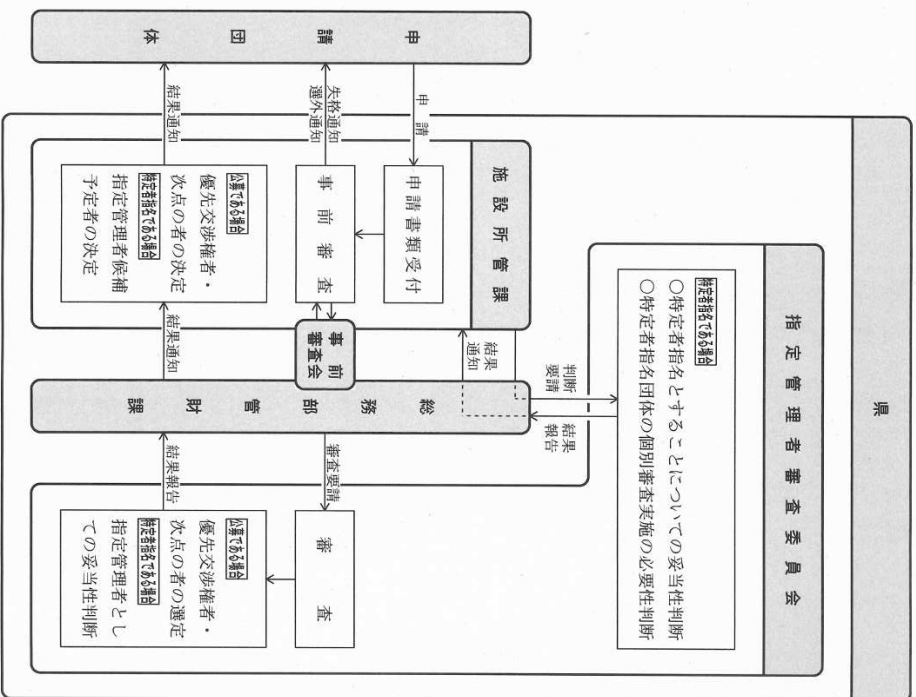 県
指定管理者審査委員会
特定者指名である場合
○特定者指名とすることについての妥当性判断
○特定者指名団体の個別審査実施の必要性判断
施設所管課
申請団体
申請
申請書類受付
判断
要請
結果
報告
結果
通知
失格通知
選外通知
事前審査
事前
審査会
総務部管財課
審査要請
審査
結果通知
公募である場合
優先交渉権者・
次点の者の決定
特定者指名である場合
指定管理者候補
予定者の決定
結果通知
結果報告
公募である場合
優先交渉権者・
次点の者の選定
特定者指名である場合
指定管理者とし
ての妥当性判断